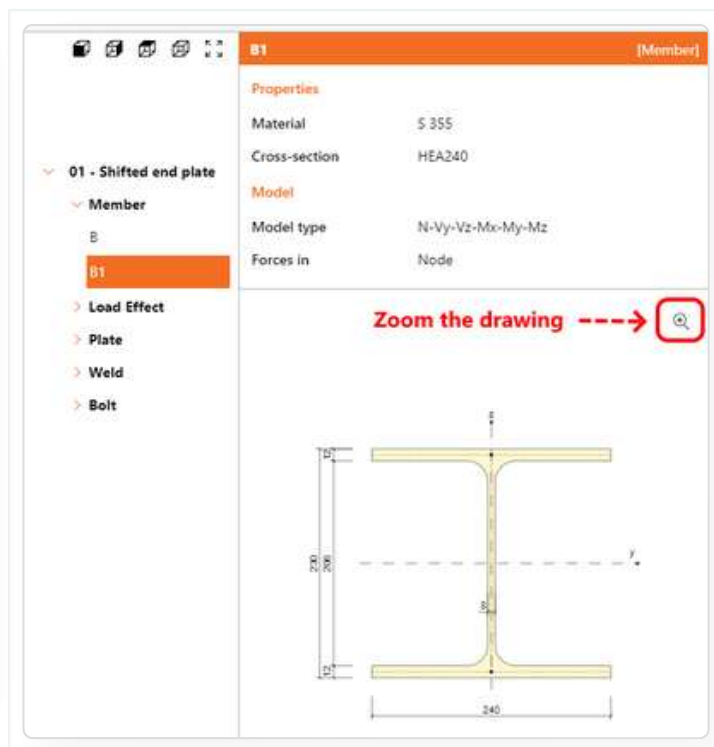 B1 [Member]
Properties
Material S 355
Cross-section HEA240
Model
Model type N-Vy-Vz-Mx-My-Mz
Forces in Node
01 - Shifted end plate
Member
B
B1
Load Effect
Plate
Weld
Bolt
Zoom the drawing
z
12
230
206
y
8
12
240